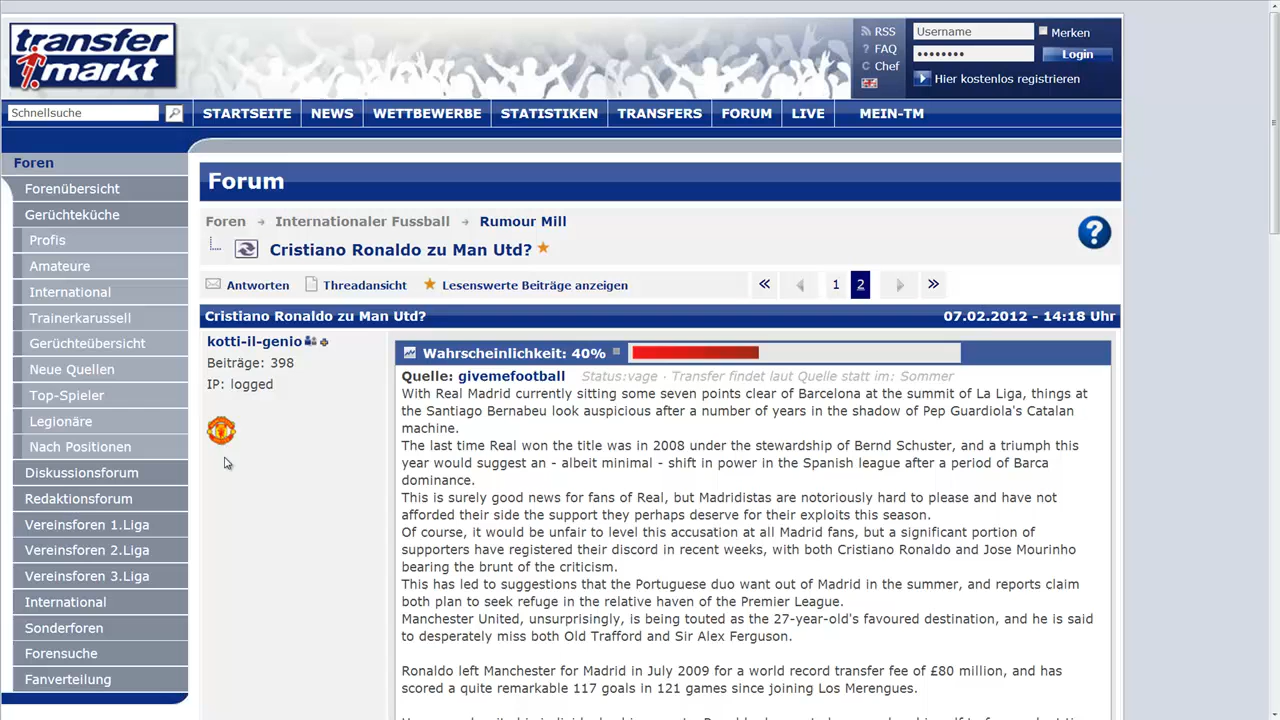 transfer
markt
RSS
FAQ
C Chef
Username
Merken
••••••••
Login
Hier kostenlos registrieren
Schnellsuche
STARTSEITE
NEWS
WETTBEWERBE
STATISTIKEN
TRANSFERS
FORUM
LIVE
MEIN-TM
Foren
Forenübersicht
Gerüchteküche
Profis
Amateure
International
Trainerkarussell
Gerüchteübersicht
Neue Quellen
Top-Spieler
Legionäre
Nach Positionen
Diskussionsforum
Redaktionsforum
Vereinsforen 1.Liga
Vereinsforen 2.Liga
Vereinsforen 3.Liga
International
Sonderforen
Forensuche
Fanverteilung
Forum
Foren → Internationaler Fussball → Rumour Mill
Cristiano Ronaldo zu Man Utd?
Antworten Threadansicht Lesenswerte Beiträge anzeigen « 1 2 »
Cristiano Ronaldo zu Man Utd? 07.02.2012 - 14:18 Uhr
kotti-il-genio
Beiträge: 398
IP: logged
Wahrscheinlichkeit: 40%
Quelle: givemefootball Status:vage · Transfer findet laut Quelle statt im: Sommer
With Real Madrid currently sitting some seven points clear of Barcelona at the summit of La Liga, things at
the Santiago Bernabeu look auspicious after a number of years in the shadow of Pep Guardiola's Catalan
machine.
The last time Real won the title was in 2008 under the stewardship of Bernd Schuster, and a triumph this
year would suggest an - albeit minimal - shift in power in the Spanish league after a period of Barca
dominance.
This is surely good news for fans of Real, but Madridistas are notoriously hard to please and have not
afforded their side the support they perhaps deserve for their exploits this season.
Of course, it would be unfair to level this accusation at all Madrid fans, but a significant portion of
supporters have registered their discord in recent weeks, with both Cristiano Ronaldo and Jose Mourinho
bearing the brunt of the criticism.
This has led to suggestions that the Portuguese duo want out of Madrid in the summer, and reports claim
both plan to seek refuge in the relative haven of the Premier League.
Manchester United, unsurprisingly, is being touted as the 27-year-old's favoured destination, and he is said
to desperately miss both Old Trafford and Sir Alex Ferguson.
Ronaldo left Manchester for Madrid in July 2009 for a world record transfer fee of £80 million, and has
scored a quite remarkable 117 goals in 121 games since joining Los Merengues.